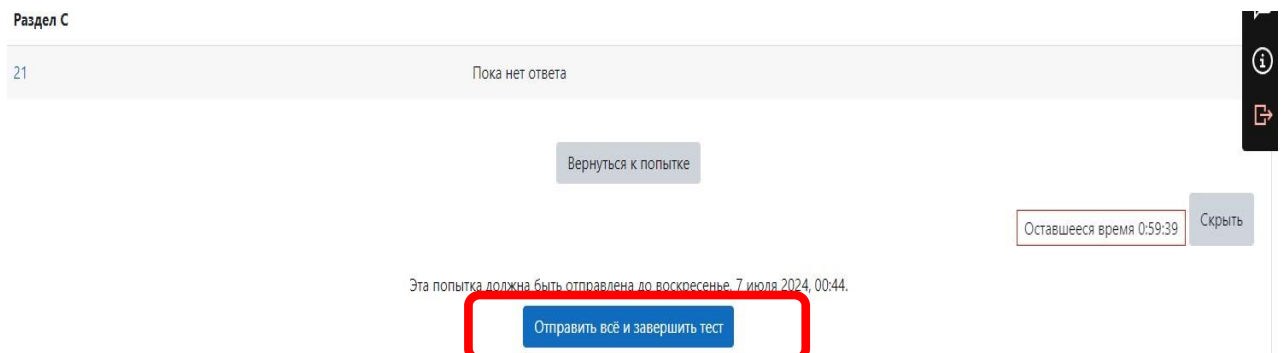 Раздел C
21 Пока нет ответа
Вернуться к попытке
Оставшееся время 0:59:39 Скрыть
Эта попытка должна быть отправлена до воскресенье, 7 июля 2024, 00:44.
Отправить всё и завершить тест